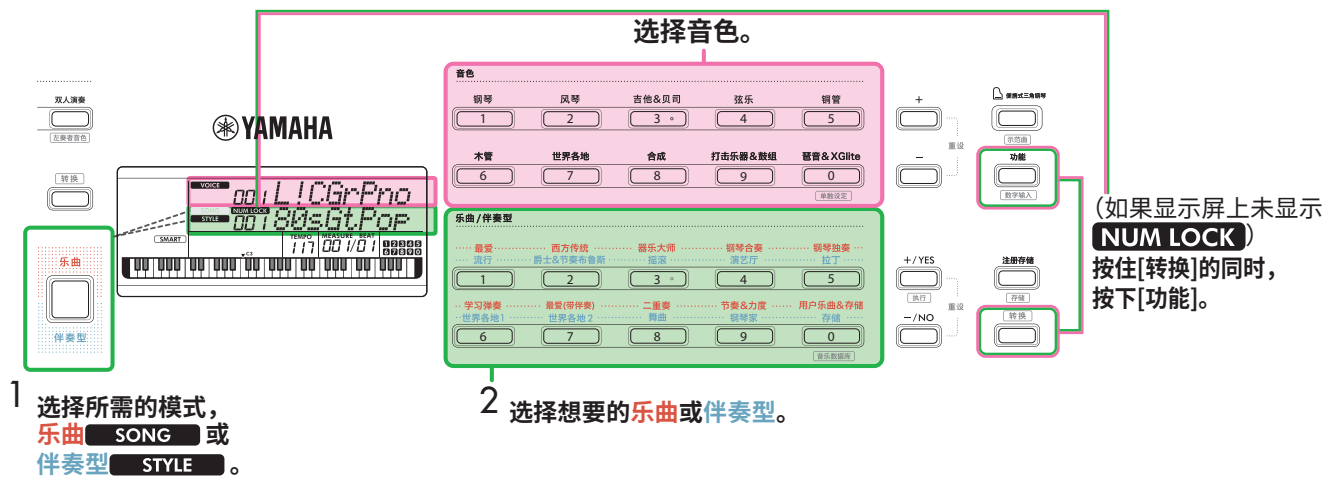 选择音色。
双人演奏
左奏者音色
转换
YAMAHA
VOICE
001 L!CGrPno
NUM LOCK
STYLE
001 80sGtPop
SMART
TEMPO MEASURE BEAT
117 001/01 12345
67890
C3
乐曲
伴奏型
音色
钢琴 风琴 吉他&贝司 弦乐 铜管
1 2 3 4 5
木管 世界各地 合成 打击乐器&鼓组 琶音&XGlite
6 7 8 9 0
单触设定
乐曲/伴奏型
最爱 西方传统 器乐大师 钢琴合奏 钢琴独奏
流行 爵士&节奏布鲁斯 摇滚 演艺厅 拉丁
1 2 3 4 5
学习弹奏 最爱(带伴奏) 二重奏 节奏&力度 用户乐曲&存储
世界各地1 世界各地2 舞曲 钢琴家 存储
6 7 8 9 0
音乐数据库
+
重设
−
+/YES
执行
重设
−/NO
便携式三角钢琴
示范曲
功能
数字输入
注册存储
存储
转换
(如果显示屏上未显示
NUM LOCK)
按住[转换]的同时，
按下[功能]。
1 选择所需的模式，
乐曲 SONG 或
伴奏型 STYLE 。
2 选择想要的乐曲或伴奏型。